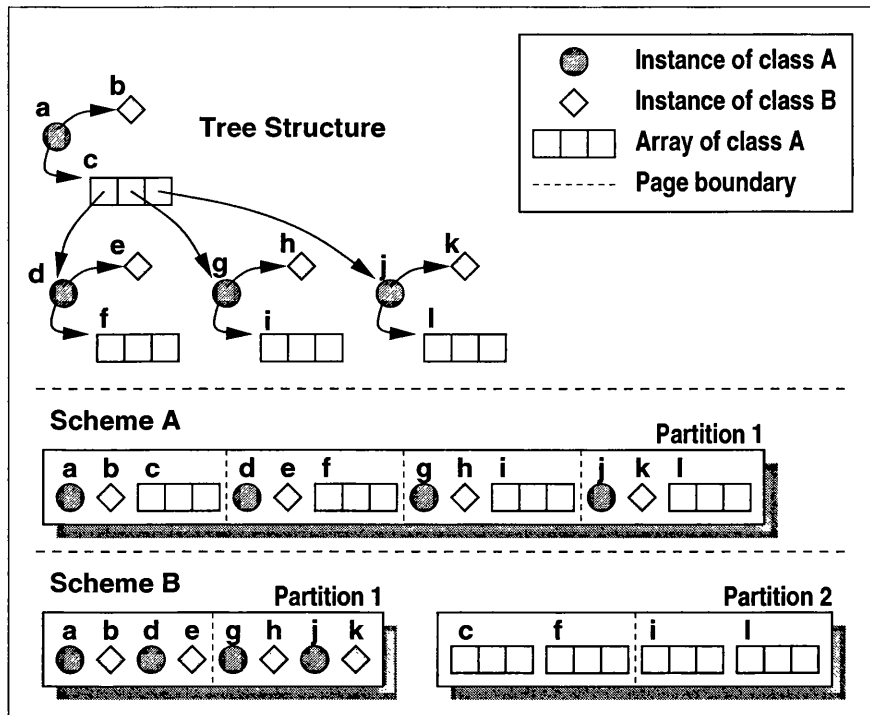 Instance of class A
Instance of class B
Array of class A
Page boundary
Tree Structure
a
b
c
d
e
f
g
h
i
j
k
l
Scheme A
Partition 1
a b c d e f g h i j k l
Scheme B
Partition 1
Partition 2
a b d e g h j k
c f i l